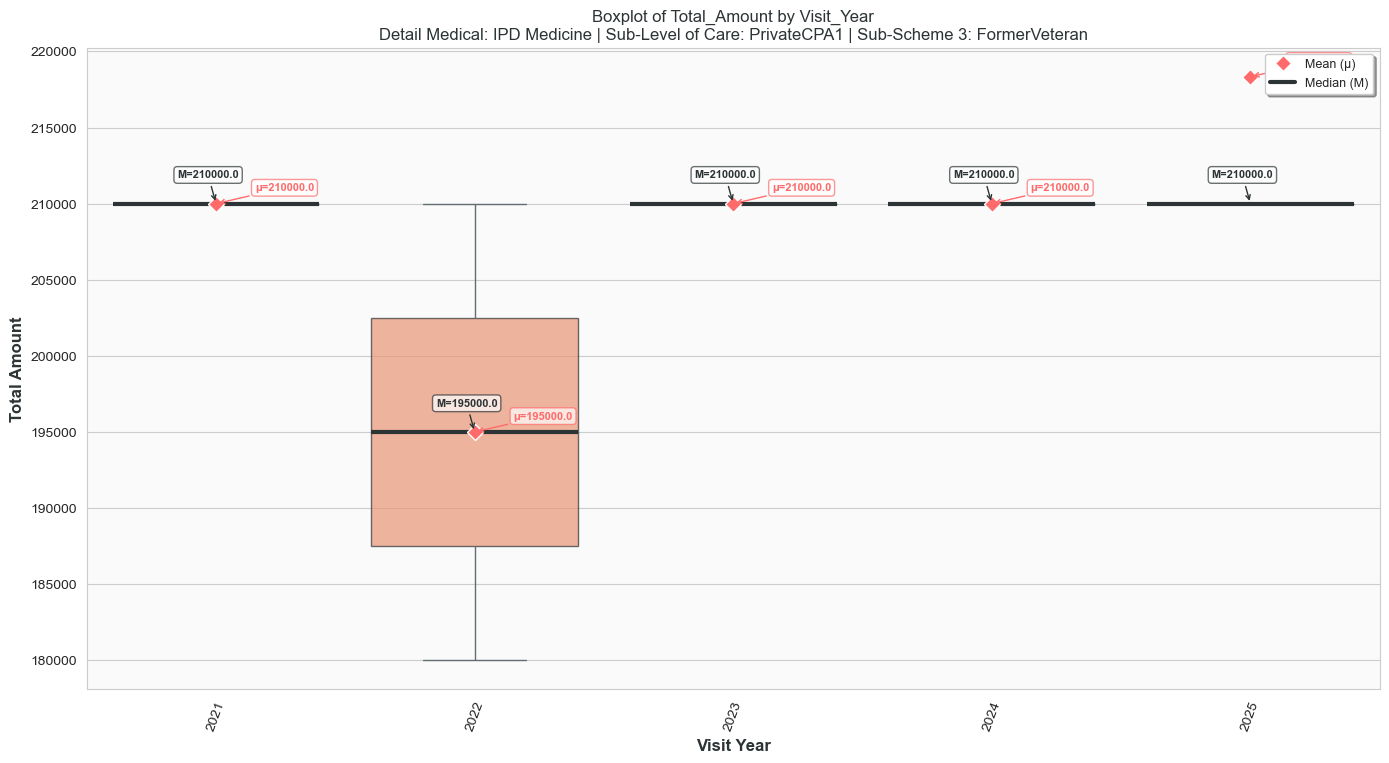 Boxplot of Total_Amount by Visit_Year
Detail Medical: IPD Medicine | Sub-Level of Care: PrivateCPA1 | Sub-Scheme 3: FormerVeteran
Mean (μ)
Median (M)
Total Amount
220000
215000
210000
205000
200000
195000
190000
185000
180000
M=210000.0
μ=210000.0
M=195000.0
μ=195000.0
M=210000.0
μ=210000.0
M=210000.0
μ=210000.0
M=210000.0
2021
2022
2023
2024
2025
Visit Year